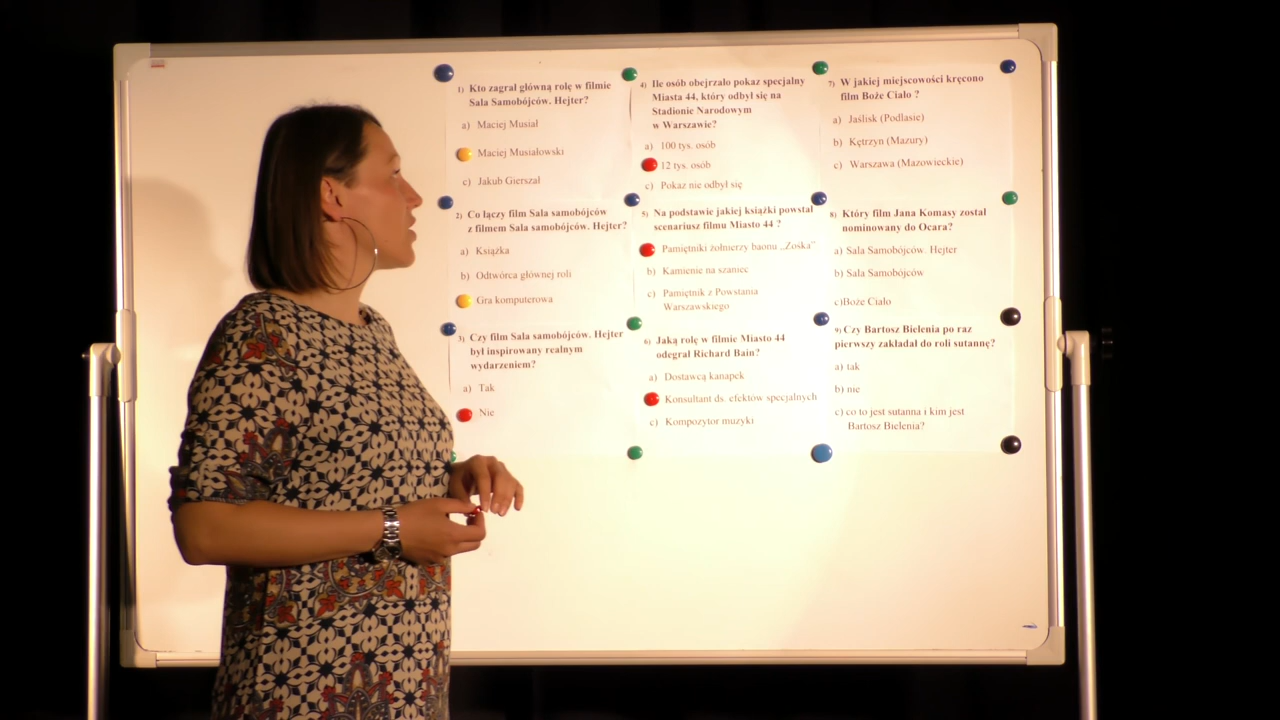 1) Kto zagrał główną rolę w filmie
Sala Samobójców. Hejter?
a) Maciej Musiał
Maciej Musiałowski
c) Jakub Gierszał
2) Co łączy film Sala samobójców
z filmem Sala samobójców. Hejter?
a) Książka
b) Odtwórca głównej roli
Gra komputerowa
3) Czy film Sala samobójców. Hejter
był inspirowany realnym
wydarzeniem?
a) Tak
Nie
4) Ile osób obejrzało pokaz specjalny
Miasta 44, który odbył się na
Stadionie Narodowym
w Warszawie?
a) 100 tys. osób
12 tys. osób
c) Pokaz nie odbył się
5) Na podstawie jakiej książki powstał
scenariusz filmu Miasto 44 ?
Pamiętniki żołnierzy baonu „Zośka”
b) Kamienie na szaniec
c) Pamiętnik z Powstania
Warszawskiego
6) Jaką rolę w filmie Miasto 44
odegrał Richard Bain?
a) Dostawcą kanapek
Konsultant ds. efektów specjalnych
c) Kompozytor muzyki
7) W jakiej miejscowości kręcono
film Boże Ciało ?
a) Jaślisk (Podlasie)
b) Kętrzyn (Mazury)
c) Warszawa (Mazowieckie)
8) Który film Jana Komasy został
nominowany do Ocara?
a) Sala Samobójców. Hejter
b) Sala Samobójców
c)Boże Ciało
9) Czy Bartosz Bielenia po raz
pierwszy zakładał do roli sutannę?
a) tak
b) nie
c) co to jest sutanna i kim jest
Bartosz Bielenia?